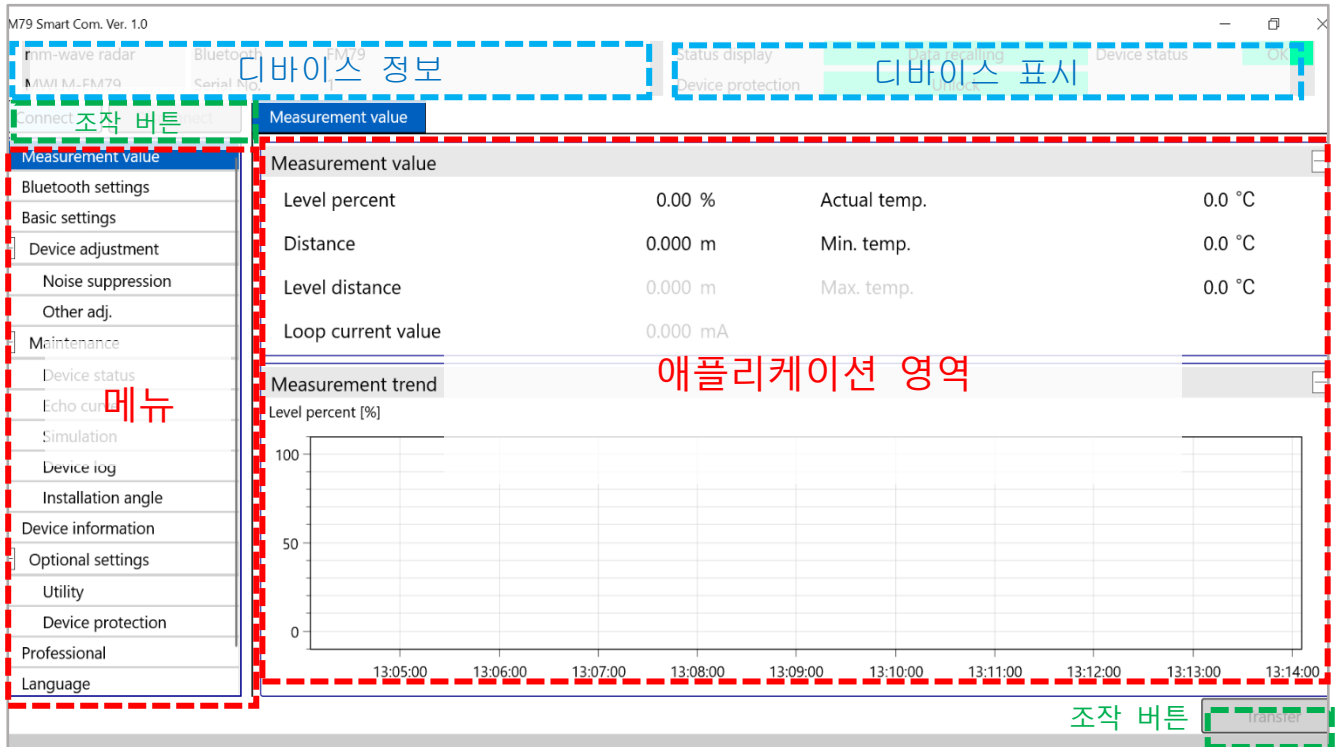 M79 Smart Com. Ver. 1.0
mm-wave radar Bluetooth FM79
Status display Data recalling Device status OK
디바이스 정보
디바이스 표시
MWLM-FM79 Serial No. 1
Device protection Unlock
Connect
조작 버튼
Measurement value
Measurement value
Bluetooth settings
Basic settings
Device adjustment
Noise suppression
Other adj.
Maintenance
Device status
Echo curve
메뉴
Simulation
Device log
Installation angle
Device information
Optional settings
Utility
Device protection
Professional
Language
Measurement value
Level percent 0.00 % Actual temp. 0.0 °C
Distance 0.000 m Min. temp. 0.0 °C
Level distance 0.000 m Max. temp. 0.0 °C
Loop current value 0.000 mA
애플리케이션 영역
Measurement trend
Level percent [%]
100
50
0
13:05:00 13:06:00 13:07:00 13:08:00 13:09:00 13:10:00 13:11:00 13:12:00 13:13:00 13:14:00
조작 버튼 Transfer